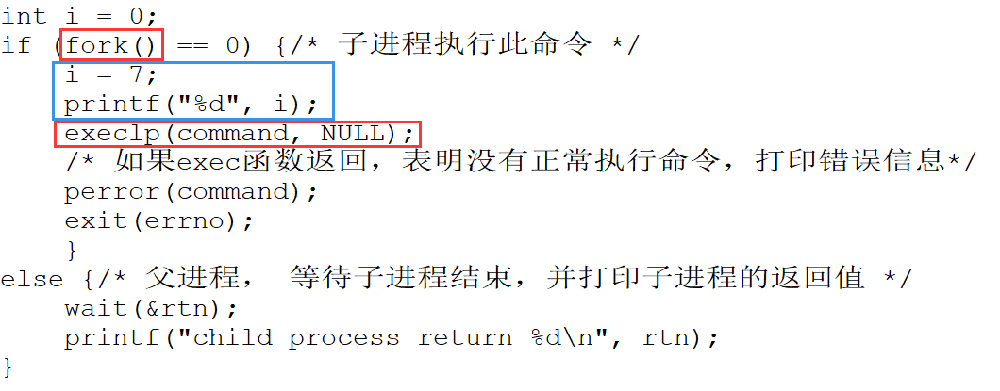 int i = 0;
if (fork() == 0) {/* 子进程执行此命令 */
i = 7;
printf("%d", i);
execlp(command, NULL);
/* 如果exec函数返回，表明没有正常执行命令，打印错误信息*/
perror(command);
exit(errno);
}
else {/* 父进程， 等待子进程结束，并打印子进程的返回值 */
wait(&rtn);
printf("child process return %d\n", rtn);
}